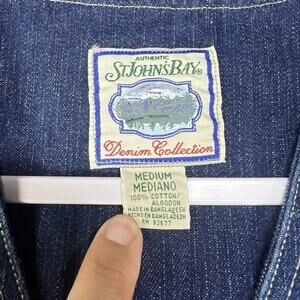 AUTHENTIC
ST.JOHN'S BAY®
Denim Collection
MEDIUM
MEDIANO
100% COTTON/
ALGODON
MADE IN BANGLADESH
HECHO EN BANGLADESH
RN 93677